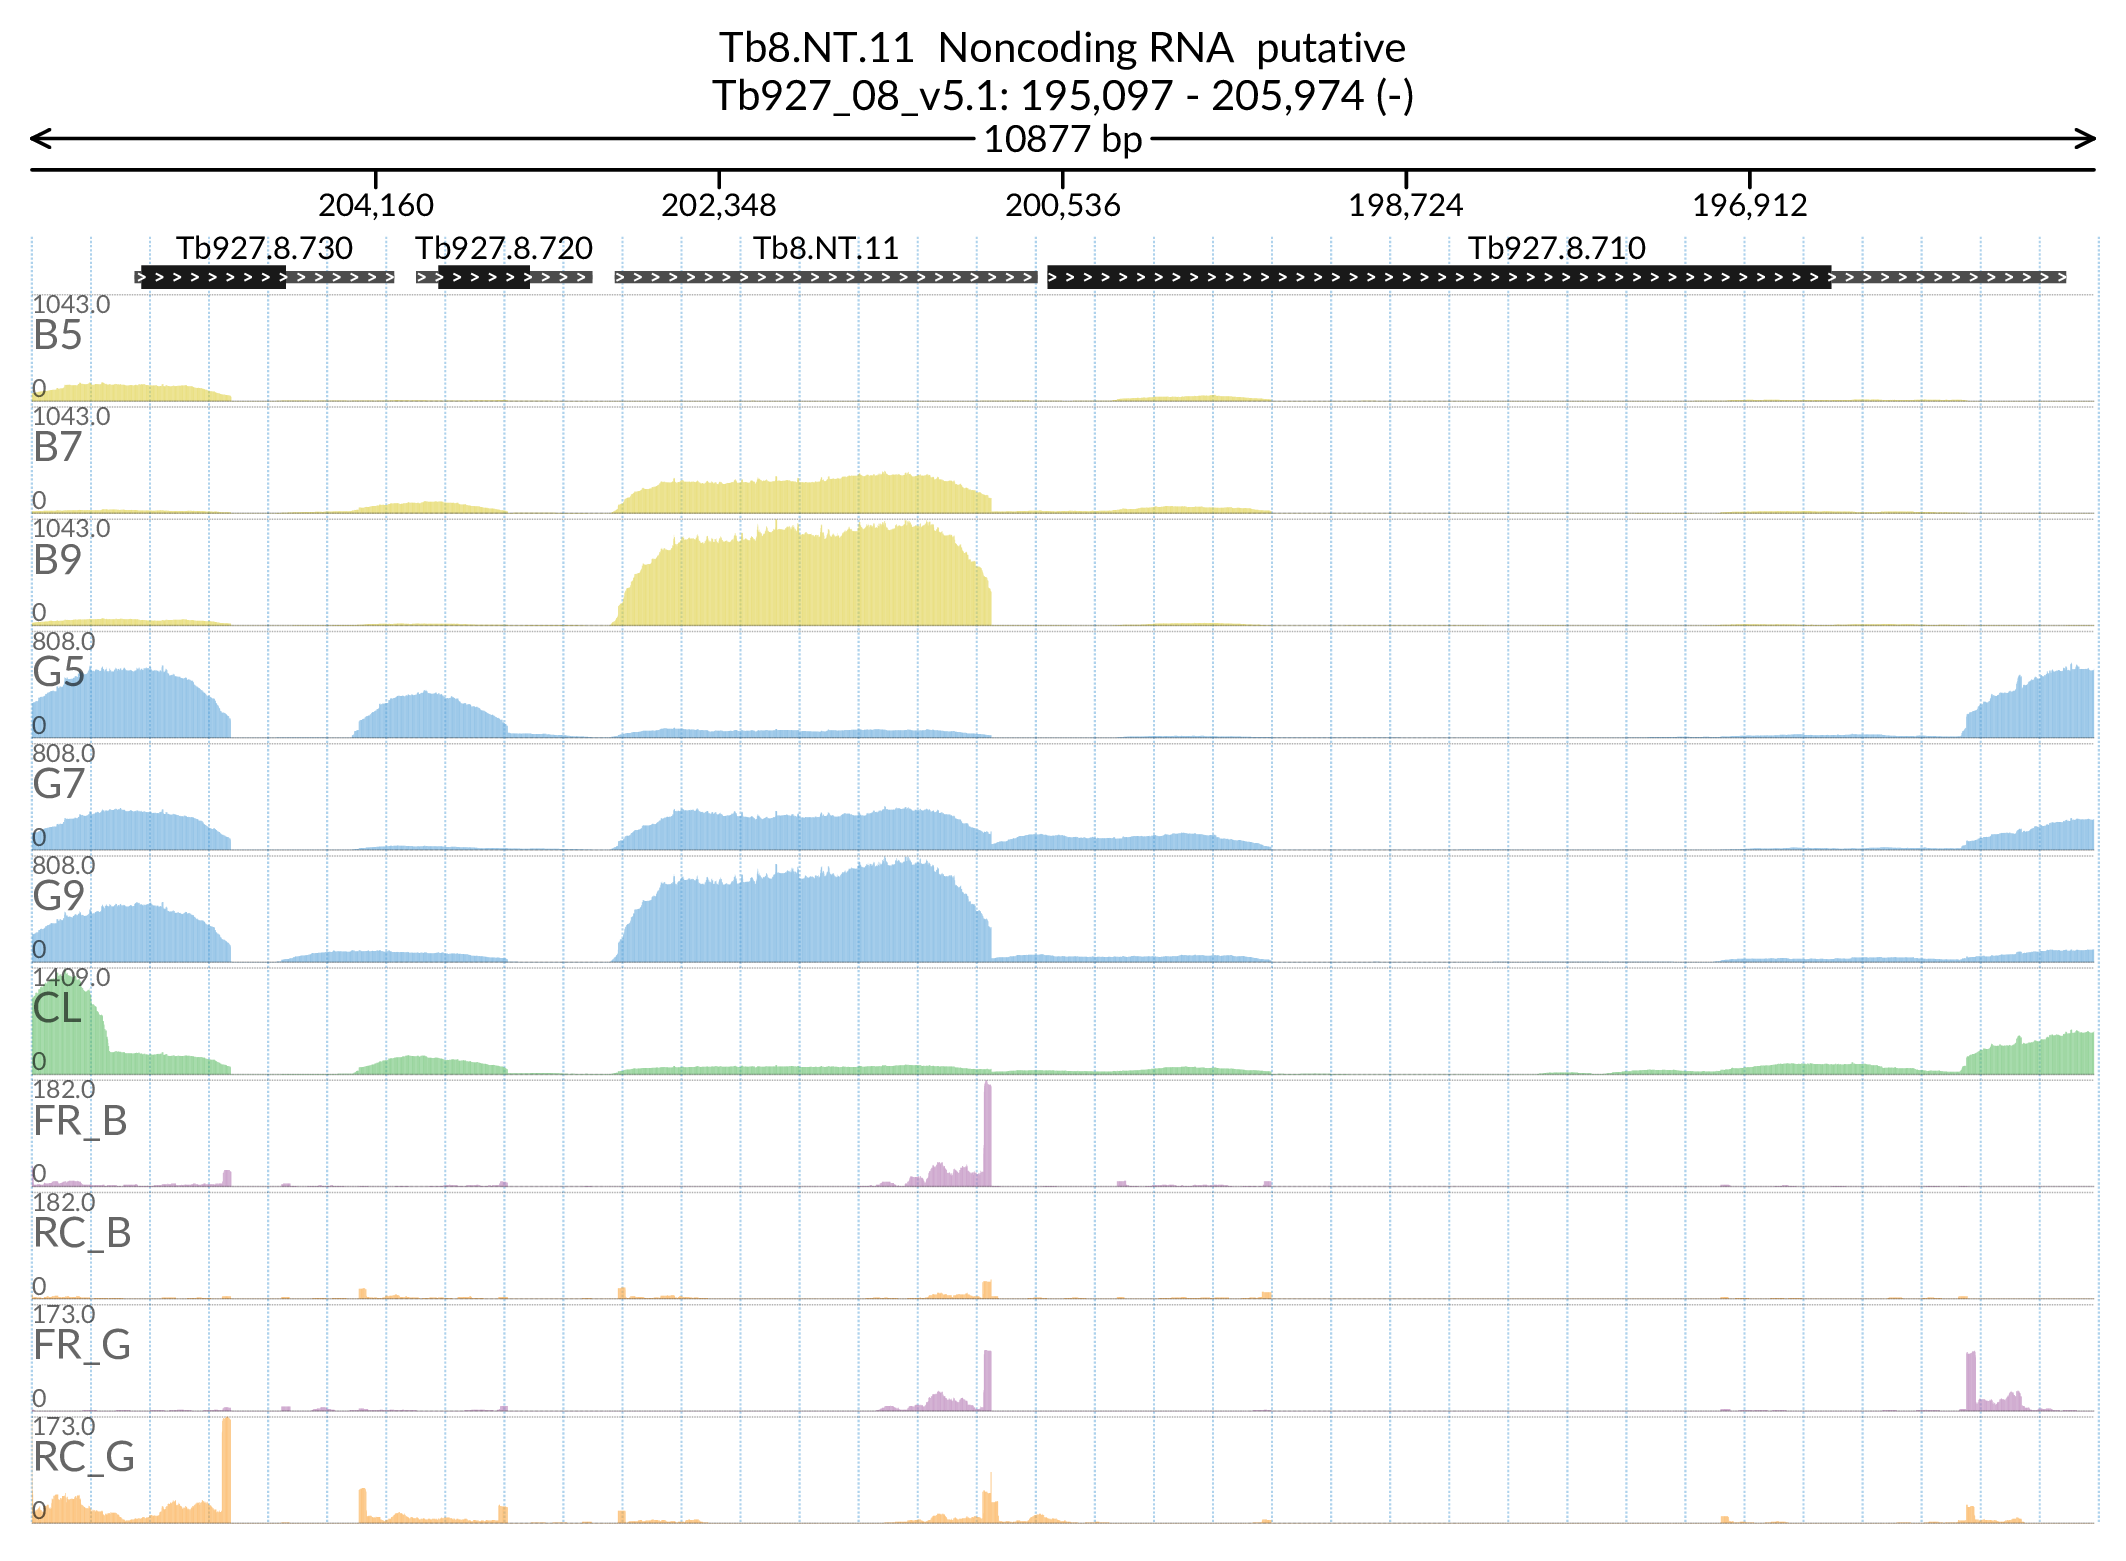 Tb8.NT.11  Noncoding RNA  putative
Tb927_08_v5.1: 195,097 - 205,974 (-)
10877 bp
204,160 202,348 200,536 198,724 196,912
Tb927.8.730 Tb927.8.720 Tb8.NT.11 Tb927.8.710
1043.0
B5
0
1043.0
B7
0
1043.0
B9
0
808.0
G5
0
808.0
G7
0
808.0
G9
0
1409.0
CL
0
182.0
FR_B
0
182.0
RC_B
0
173.0
FR_G
0
173.0
RC_G
0